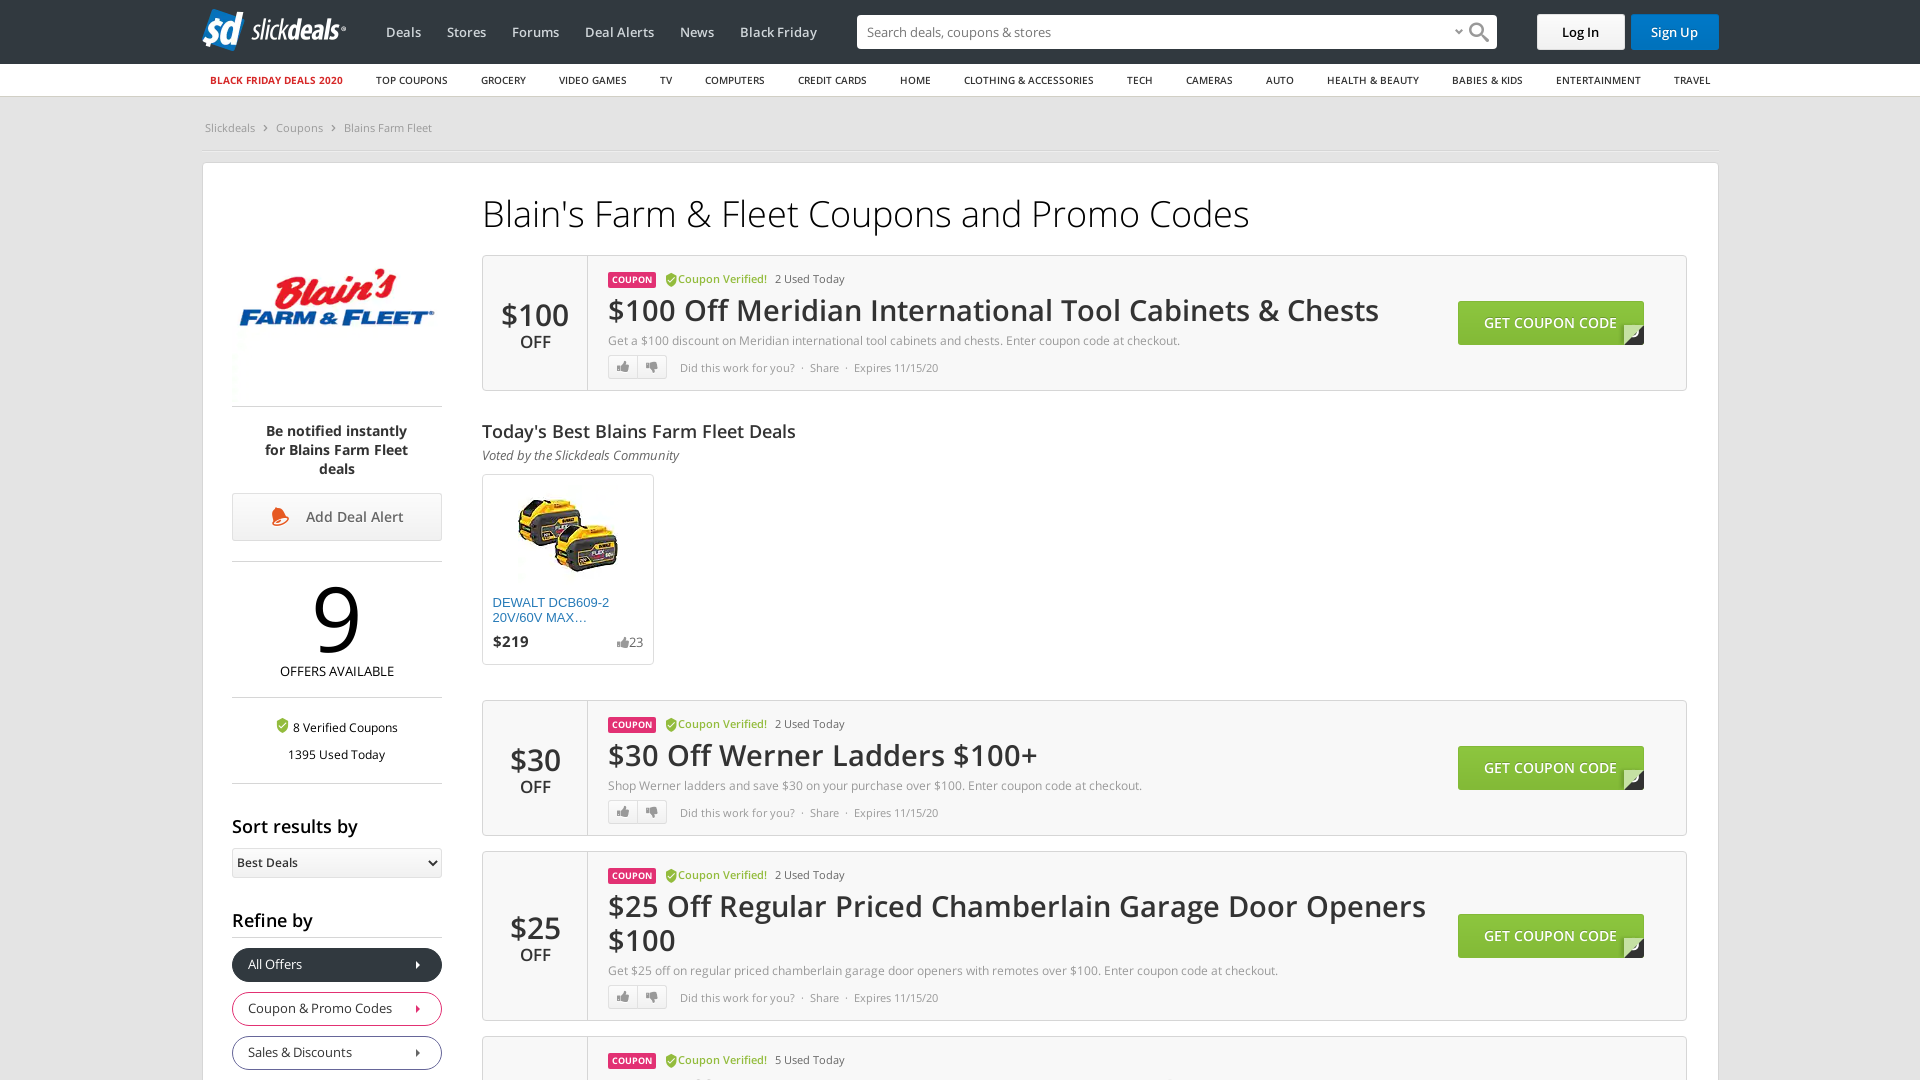 sd slickdeals
Deals
Stores
Forums
Deal Alerts
News
Black Friday
Search deals, coupons & stores
Log In
Sign Up
BLACK FRIDAY DEALS 2020
TOP COUPONS
GROCERY
VIDEO GAMES
TV
COMPUTERS
CREDIT CARDS
HOME
CLOTHING & ACCESSORIES
TECH
CAMERAS
AUTO
HEALTH & BEAUTY
BABIES & KIDS
ENTERTAINMENT
TRAVEL
Slickdeals > Coupons > Blains Farm Fleet
Blain's
FARM & FLEET
Be notified instantly
for Blains Farm Fleet
deals
Add Deal Alert
9
OFFERS AVAILABLE
8 Verified Coupons
1395 Used Today
Sort results by
Best Deals
Refine by
All Offers
Coupon & Promo Codes
Sales & Discounts
Blain's Farm & Fleet Coupons and Promo Codes
$100
OFF
COUPON Coupon Verified! 2 Used Today
$100 Off Meridian International Tool Cabinets & Chests
Get a $100 discount on Meridian international tool cabinets and chests. Enter coupon code at checkout.
Did this work for you? · Share · Expires 11/15/20
GET COUPON CODE
Today's Best Blains Farm Fleet Deals
Voted by the Slickdeals Community
DEWALT DCB609-2
20V/60V MAX…
$219
23
$30
OFF
COUPON Coupon Verified! 2 Used Today
$30 Off Werner Ladders $100+
Shop Werner ladders and save $30 on your purchase over $100. Enter coupon code at checkout.
Did this work for you? · Share · Expires 11/15/20
GET COUPON CODE
$25
OFF
COUPON Coupon Verified! 2 Used Today
$25 Off Regular Priced Chamberlain Garage Door Openers
$100
Get $25 off on regular priced chamberlain garage door openers with remotes over $100. Enter coupon code at checkout.
Did this work for you? · Share · Expires 11/15/20
GET COUPON CODE
COUPON Coupon Verified! 5 Used Today